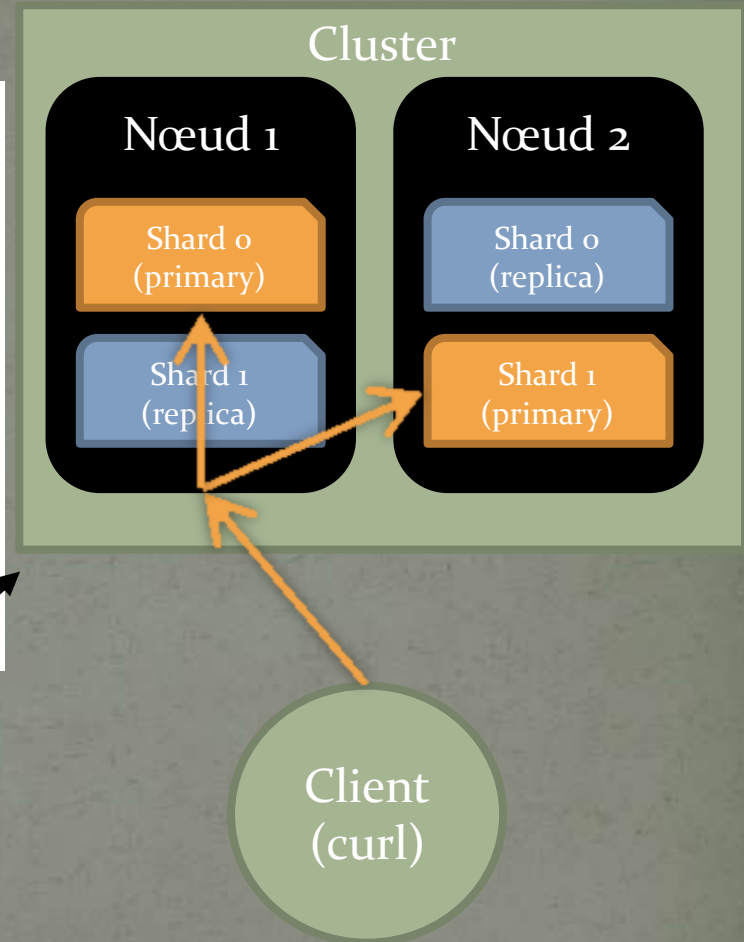 Cluster
Nœud 1
Nœud 2
Shard 0
(primary)
Shard 0
(replica)
Shard 1
(replica)
Shard 1
(primary)
Client
(curl)